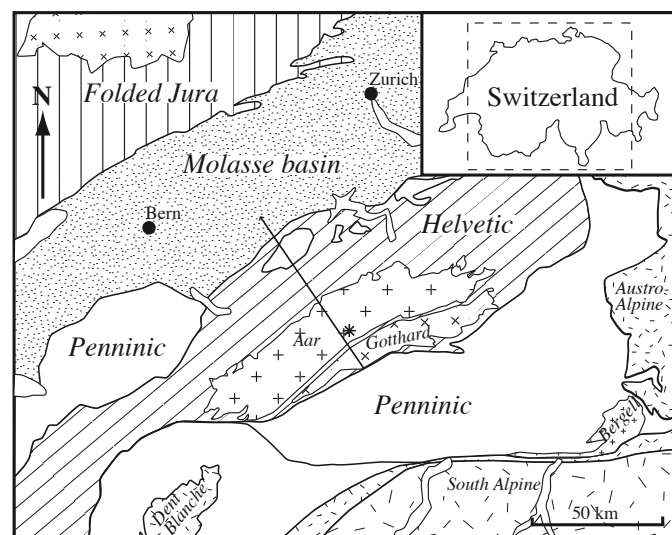 Folded Jura
N
Zurich
Switzerland
Molasse basin
Bern
Helvetic
Austro
Alpine
Penninic
Aar
Gotthard
Penninic
Bergell
Dent
Blanche
South Alpine
50 km